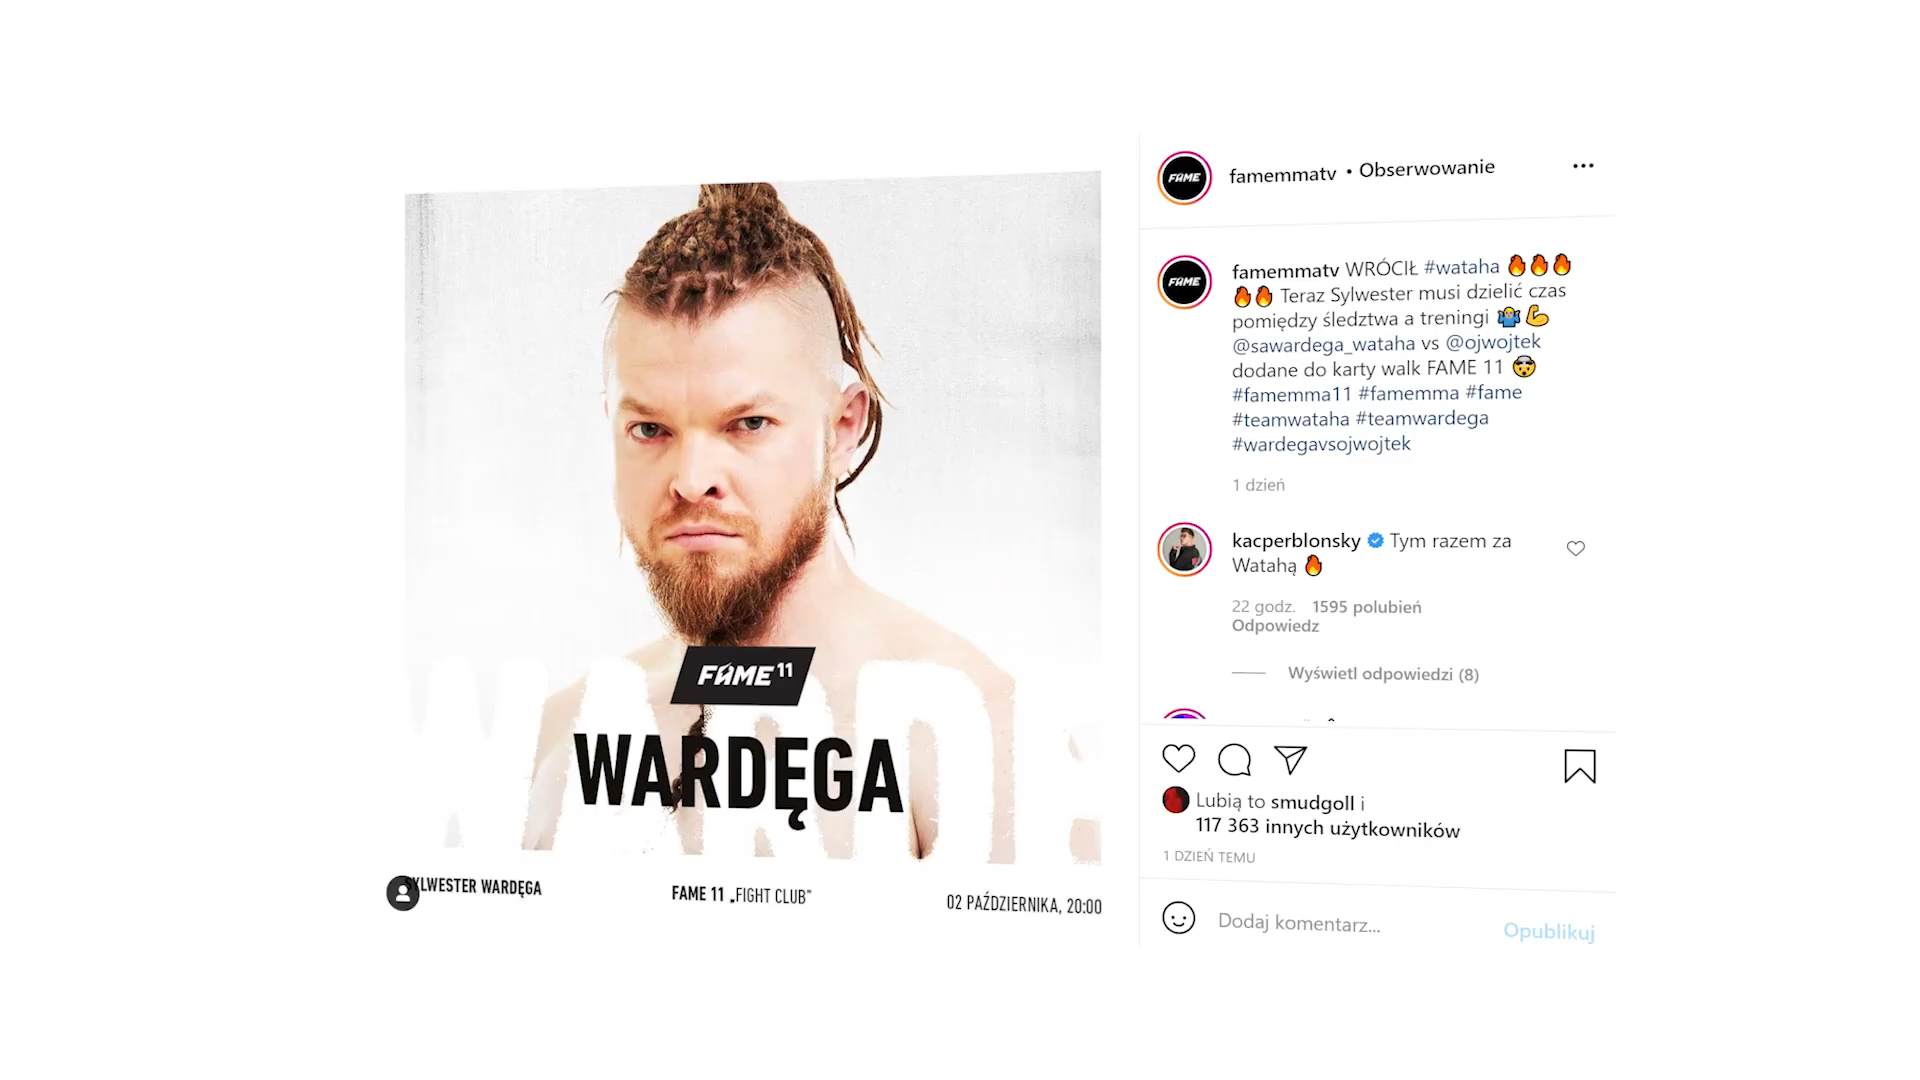 FAME 11
WARDĘGA
SYLWESTER WARDĘGA
FAME 11 „FIGHT CLUB”
02 PAŹDZIERNIKA, 20:00
FAME
famemmatv • Obserwowanie
FAME
famemmatv WRÓCIŁ #wataha 🔥🔥🔥
🔥🔥 Teraz Sylwester musi dzielić czas
pomiędzy śledztwa a treningi 🤷‍♂️💪
@sawardega_wataha vs @ojwojtek
dodane do karty walk FAME 11 🤯
#famemma11 #famemma #fame
#teamwataha #teamwardega
#wardegavsojwojtek
1 dzień
kacperblonsky Tym razem za
Watahą 🔥
22 godz. 1595 polubień
Odpowiedz
Wyświetl odpowiedzi (8)
Lubią to smudgoll i
117 363 innych użytkowników
1 DZIEŃ TEMU
Dodaj komentarz...
Opublikuj